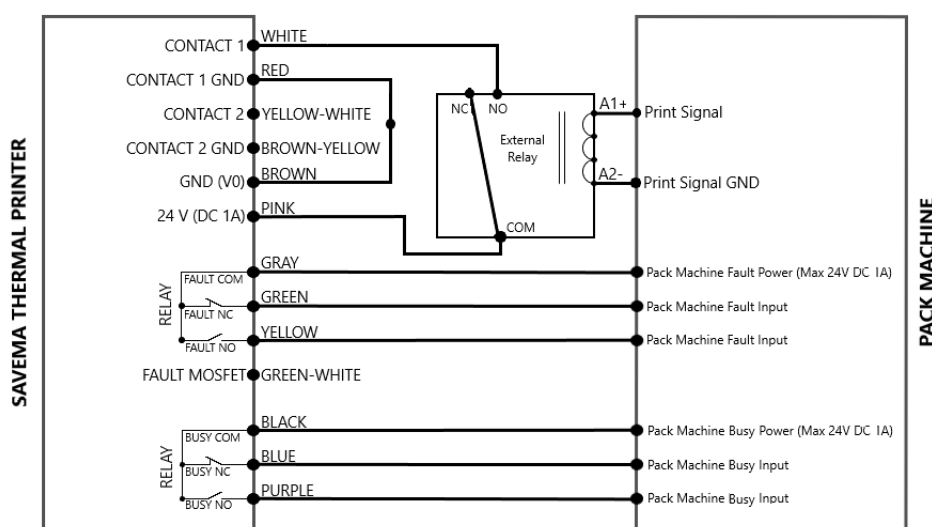 SAVEMA THERMAL PRINTER
CONTACT 1 WHITE
CONTACT 1 GND RED
CONTACT 2 YELLOW-WHITE
CONTACT 2 GND BROWN-YELLOW
GND (V0) BROWN
24 V (DC 1A) PINK
NC NO
External
Relay
COM
A1+ Print Signal
A2- Print Signal GND
RELAY
FAULT COM GRAY Pack Machine Fault Power (Max 24V DC 1A)
FAULT NC GREEN Pack Machine Fault Input
FAULT NO YELLOW Pack Machine Fault Input
FAULT MOSFET GREEN-WHITE
RELAY
BUSY COM BLACK Pack Machine Busy Power (Max 24V DC 1A)
BUSY NC BLUE Pack Machine Busy Input
BUSY NO PURPLE Pack Machine Busy Input
PACK MACHINE